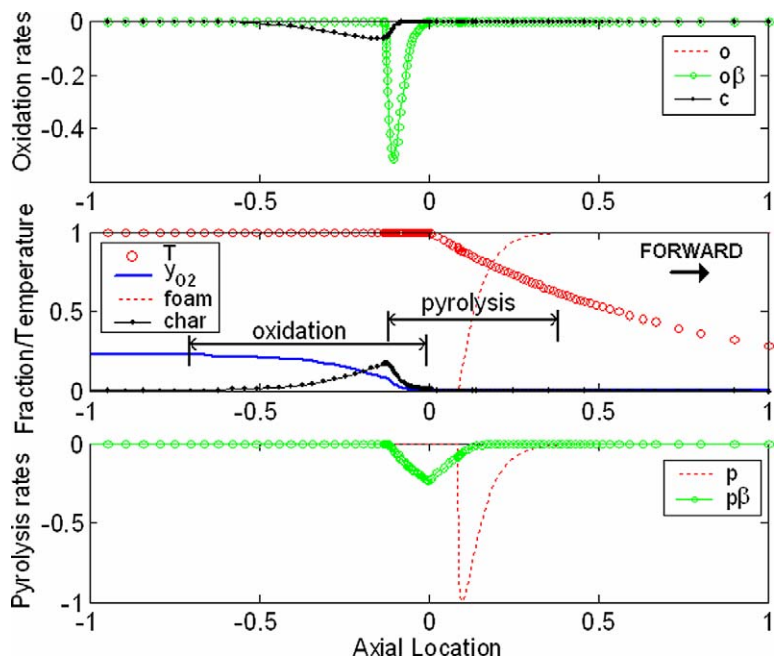 Oxidation rates
0
-0.2
-0.4
o
oβ
c
-1
-0.5
0
0.5
1
Fraction/Temperature
1
0.5
0
T
yO2
foam
char
FORWARD
pyrolysis
oxidation
-1
-0.5
0
0.5
1
Pyrolysis rates
0
-0.5
-1
p
pβ
-1
-0.5
0
0.5
1
Axial Location